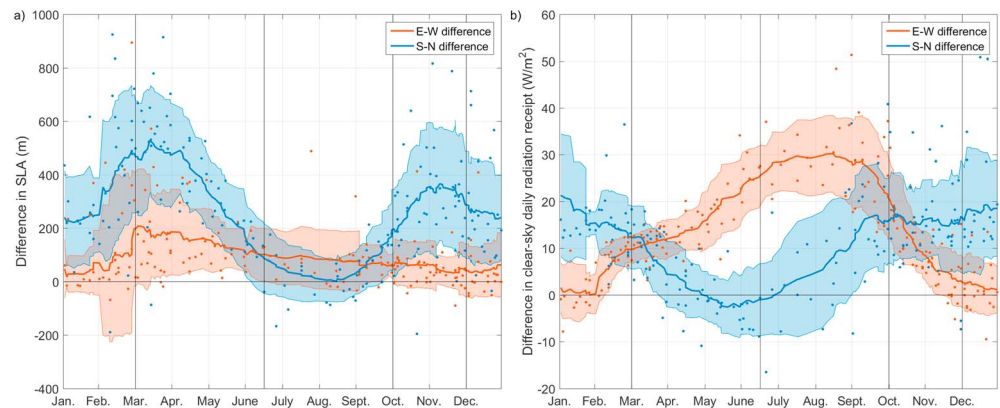 a)
1000
800
600
400
200
0
-200
-400
Difference in SLA (m)
E-W difference
S-N difference
Jan. Feb. Mar. Apr. May June July Aug. Sept. Oct. Nov. Dec.
b)
60
50
40
30
20
10
0
-10
-20
Difference in clear-sky daily radiation receipt (W/m²)
E-W difference
S-N difference
Jan. Feb. Mar. Apr. May June July Aug. Sept. Oct. Nov. Dec.